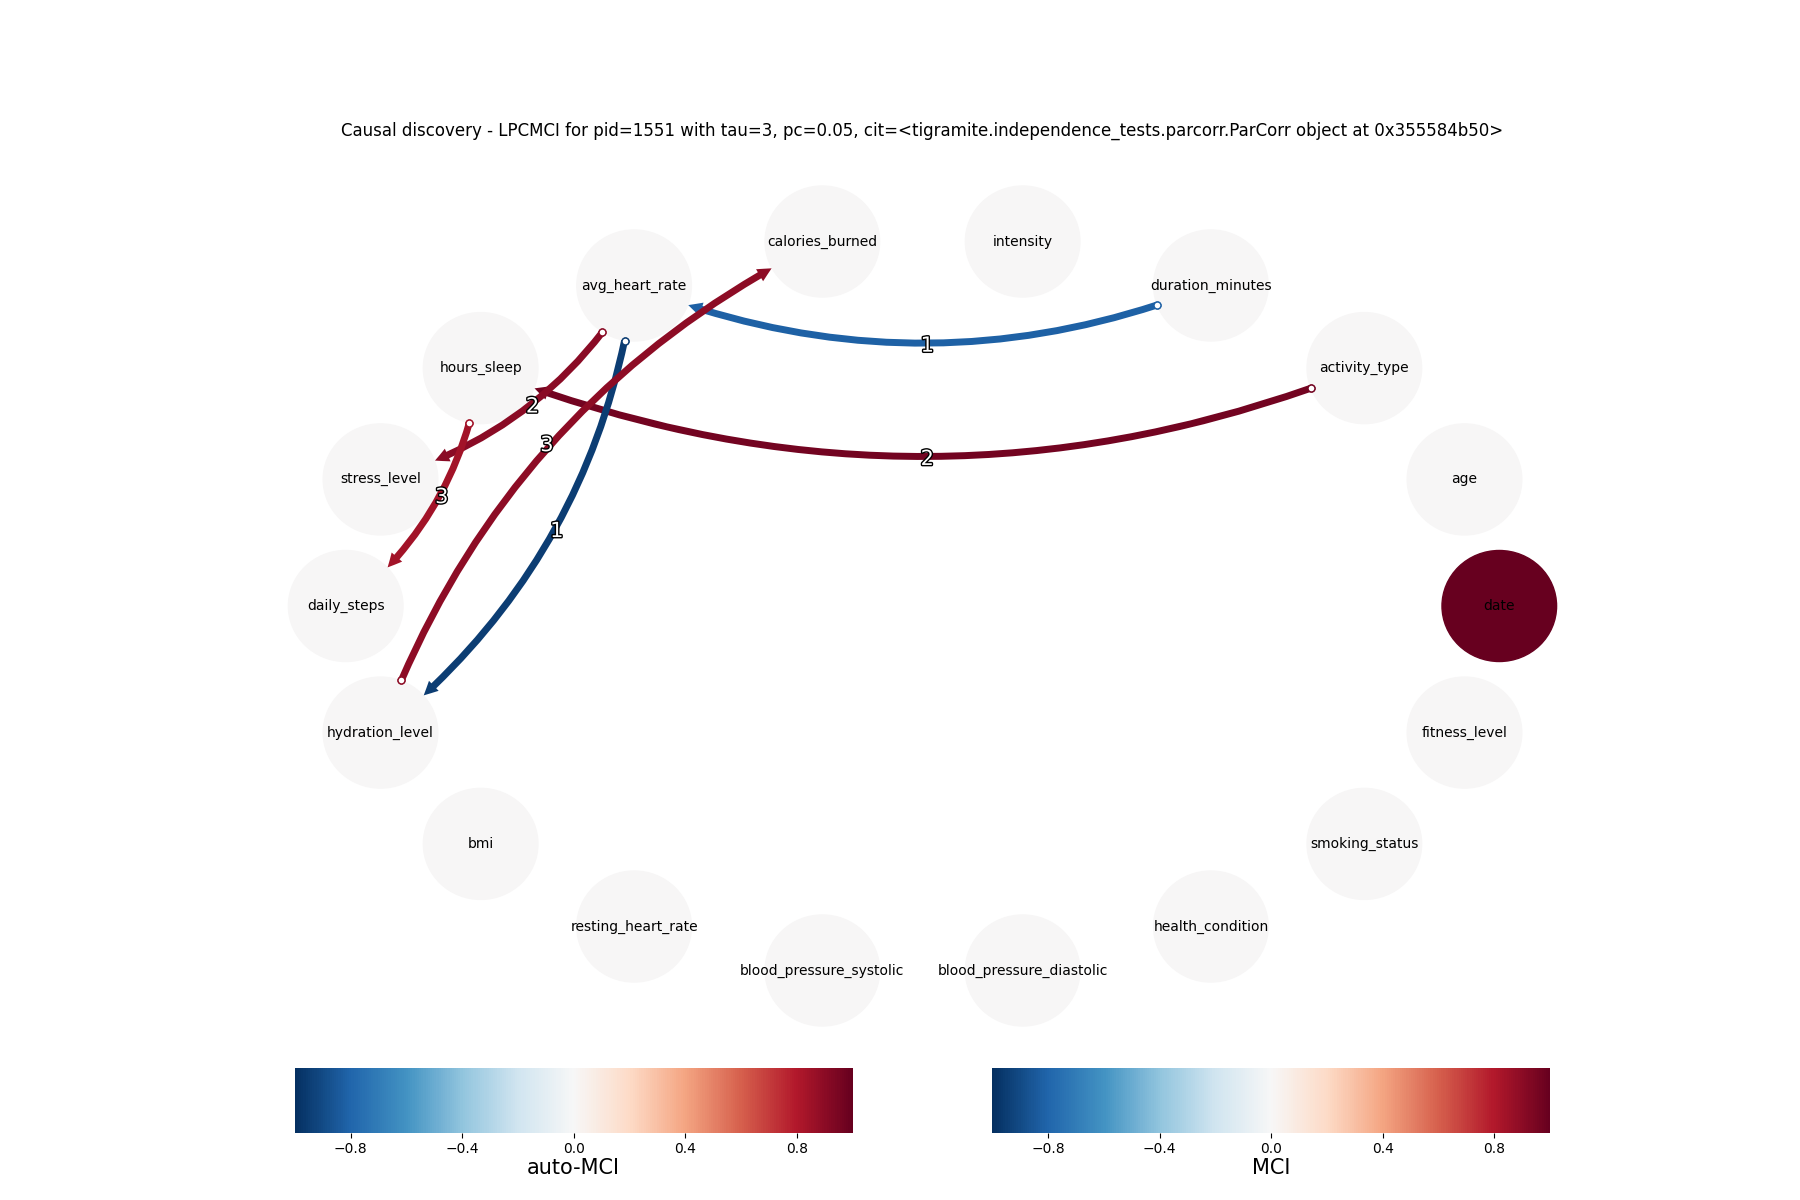 Causal discovery - LPCMCI for pid=1551 with tau=3, pc=0.05, cit=<tigramite.independence_tests.parcorr.ParCorr object at 0x355584b50>
calories_burned
intensity
avg_heart_rate
duration_minutes
1
hours_sleep
activity_type
2
3
2
stress_level
age
3
1
daily_steps
date
hydration_level
fitness_level
bmi
smoking_status
resting_heart_rate
health_condition
blood_pressure_systolic
blood_pressure_diastolic
−0.8 −0.4 0.0 0.4 0.8
auto-MCI
−0.8 −0.4 0.0 0.4 0.8
MCI